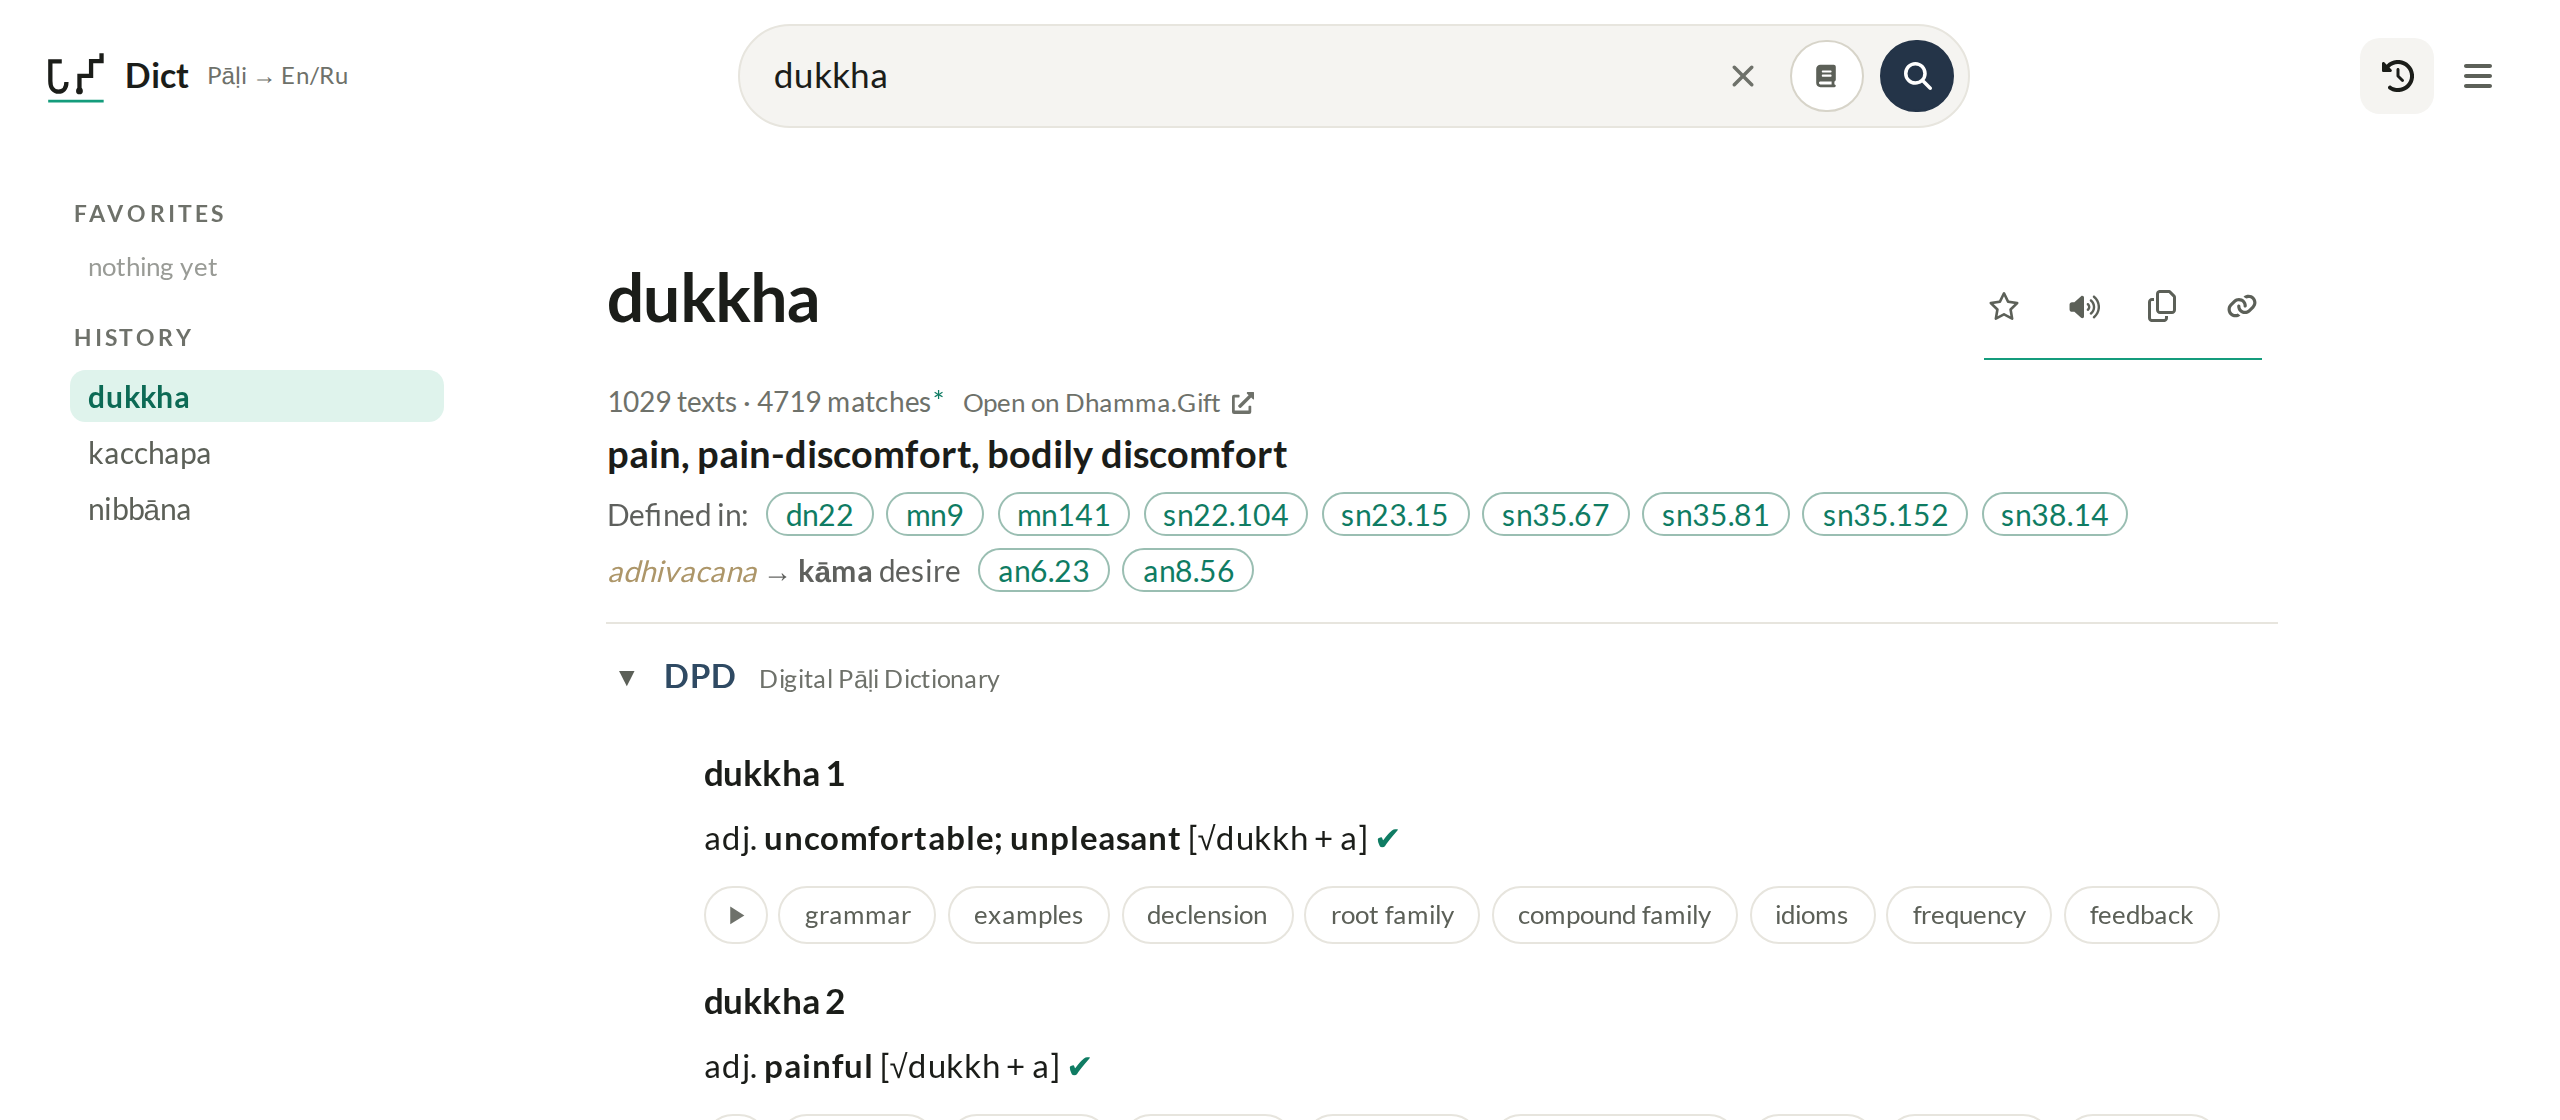 Dict Pāḷi → En/Ru
dukkha
FAVORITES
nothing yet
HISTORY
dukkha
kacchapa
nibbāna
dukkha
1029 texts · 4719 matches* Open on Dhamma.Gift
pain, pain-discomfort, bodily discomfort
Defined in: dn22 mn9 mn141 sn22.104 sn23.15 sn35.67 sn35.81 sn35.152 sn38.14
adhivacana → kāma desire an6.23 an8.56
▼ DPD Digital Pāḷi Dictionary
dukkha 1
adj. uncomfortable; unpleasant [√dukkh + a] ✔
grammar examples declension root family compound family idioms frequency feedback
dukkha 2
adj. painful [√dukkh + a] ✔